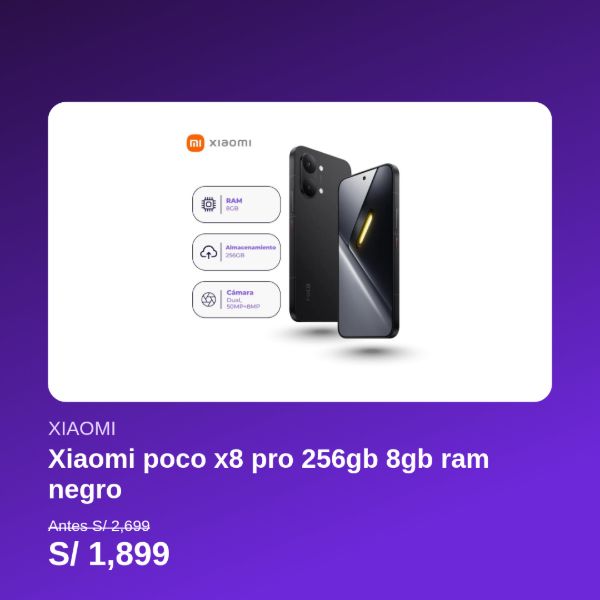 xiaomi
RAM
8GB
Almacenamiento
256GB
Cámara
Dual,
50MP+8MP
XIAOMI
Xiaomi poco x8 pro 256gb 8gb ram
negro
Antes S/ 2,699
S/ 1,899